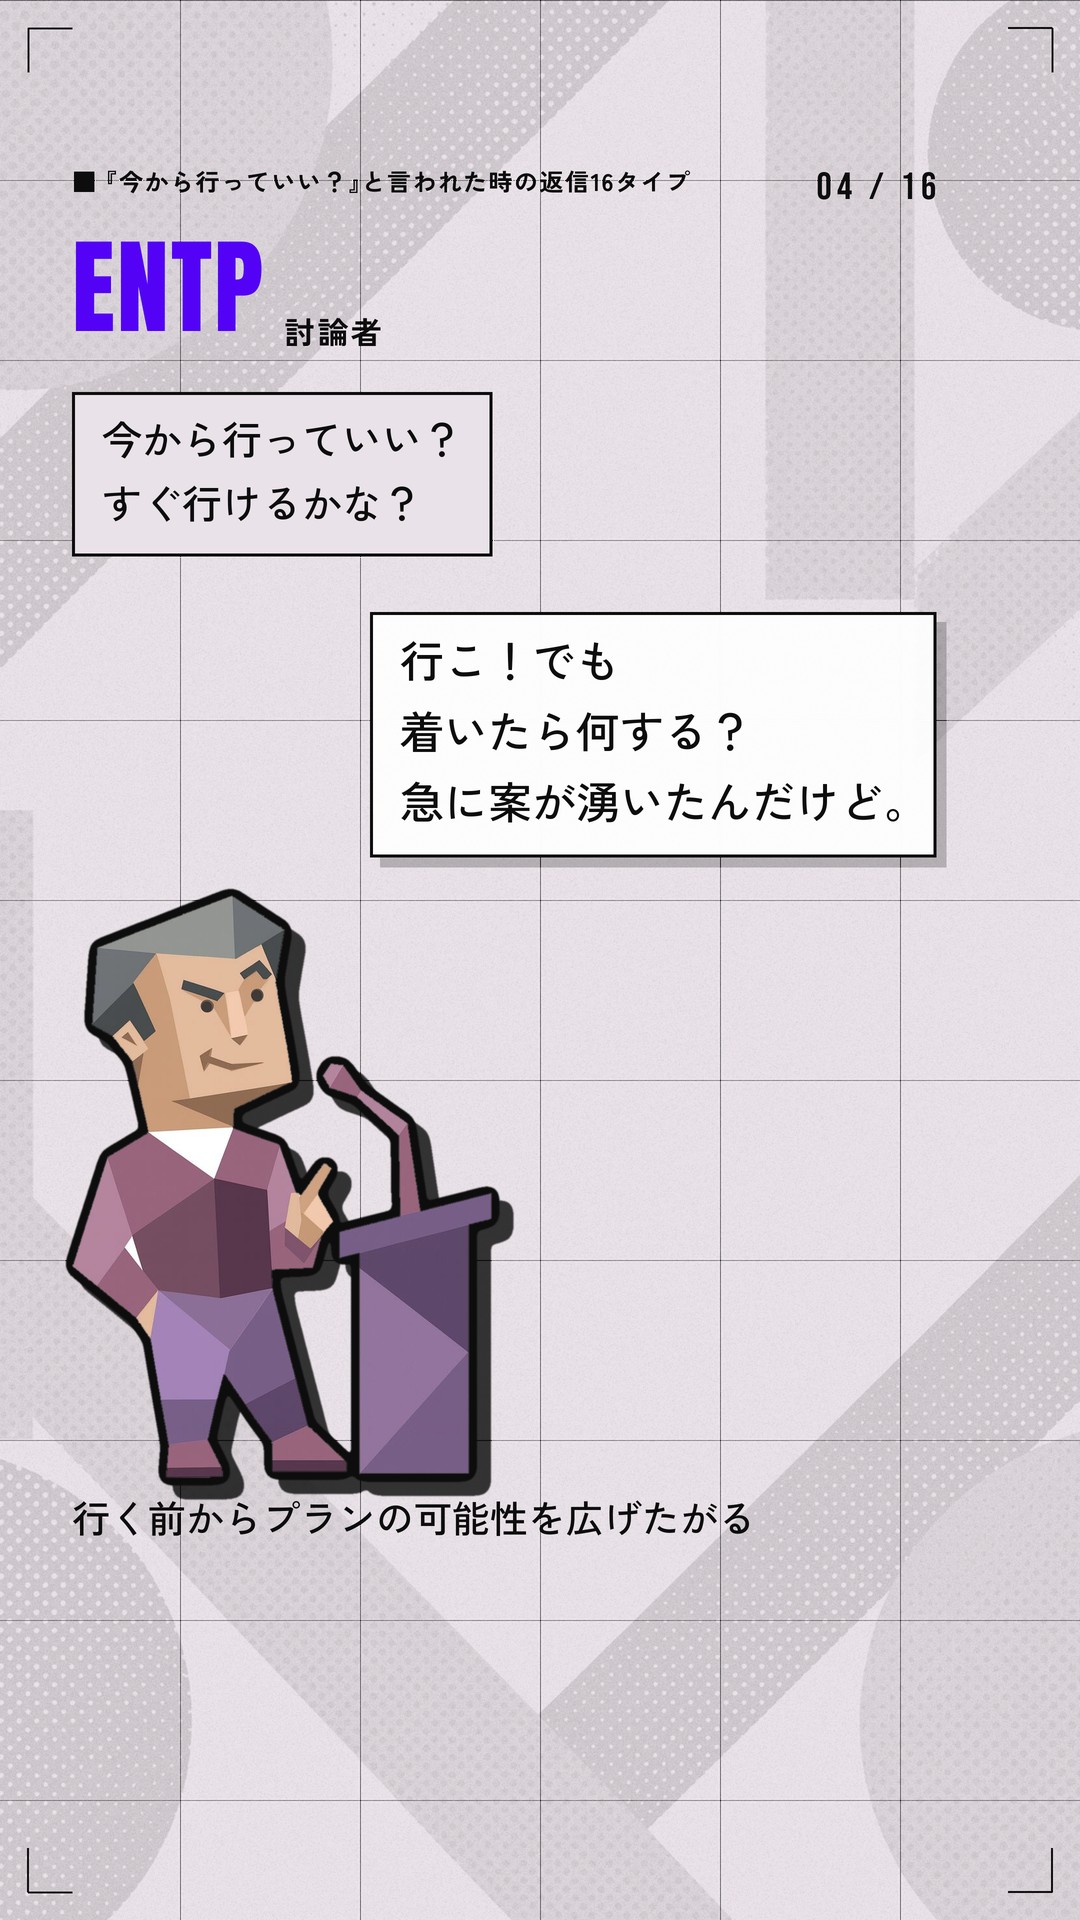 ■『今から行っていい？』と言われた時の返信16タイプ
04 / 16
ENTP
討論者
今から行っていい？
すぐ行けるかな？
行こ！でも
着いたら何する？
急に案が湧いたんだけど。
行く前からプランの可能性を広げたがる